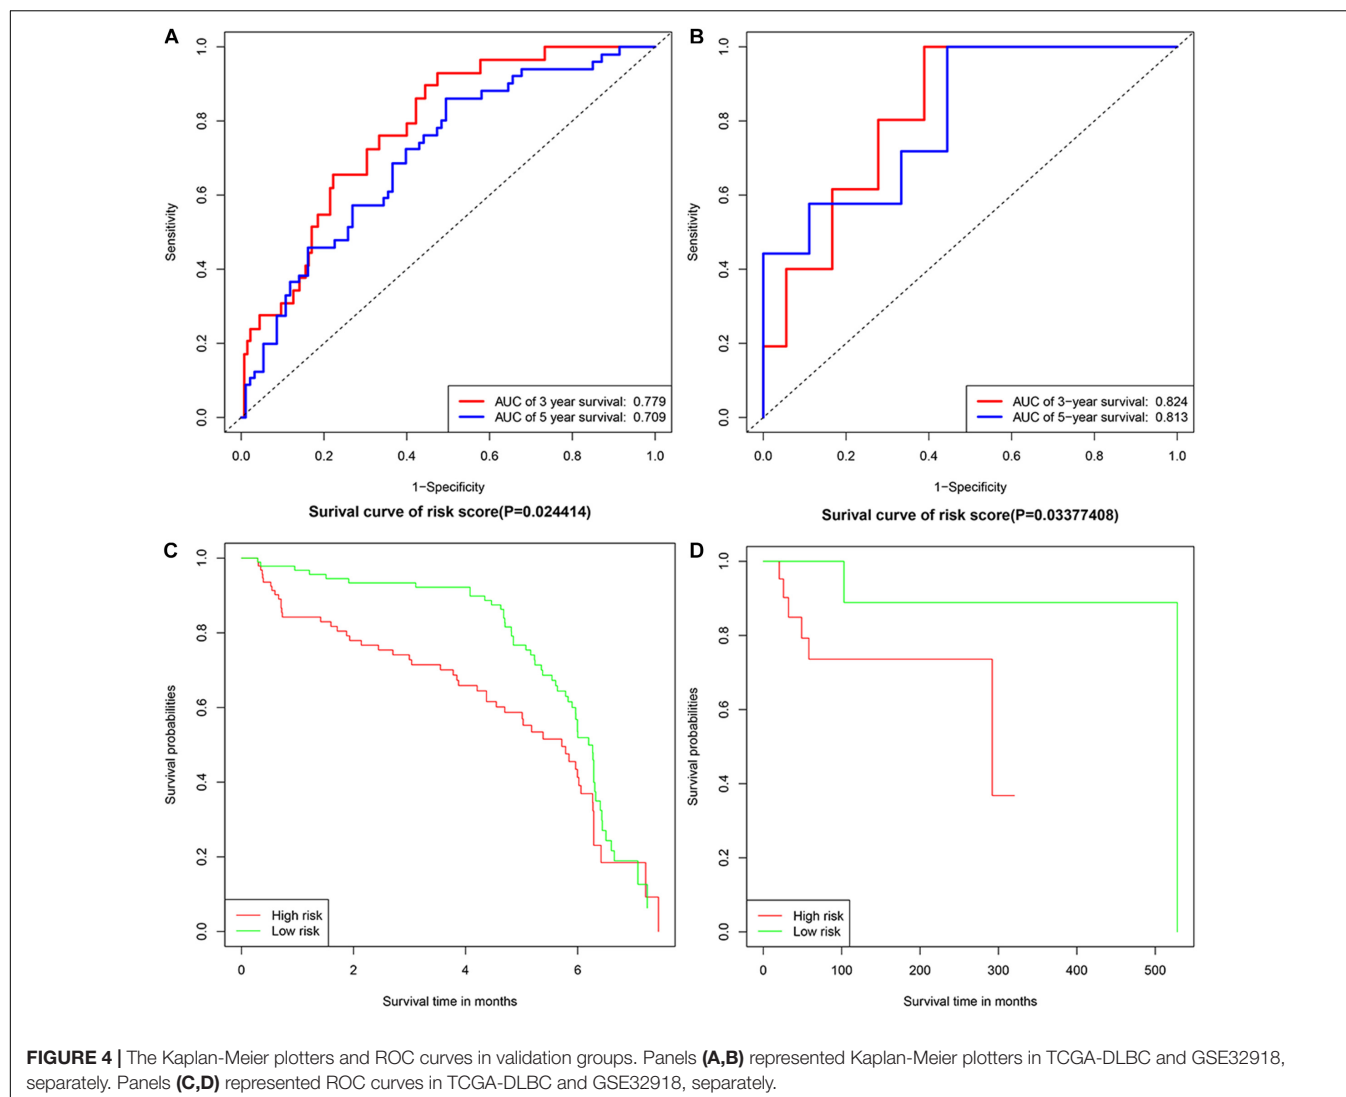 A
1.0
0.8
0.6
0.4
0.2
0.0
Sensitivity
AUC of 3 year survival: 0.779
AUC of 5 year survival: 0.709
0.0 0.2 0.4 0.6 0.8 1.0
1−Specificity
B
1.0
0.8
0.6
0.4
0.2
0.0
Sensitivity
AUC of 3−year survival: 0.824
AUC of 5−year survival: 0.813
0.0 0.2 0.4 0.6 0.8 1.0
1−Specificity
Surival curve of risk score(P=0.024414)
C
1.0
0.8
0.6
0.4
0.2
0.0
Survival probabilities
High risk
Low risk
0 2 4 6
Survival time in months
Surival curve of risk score(P=0.03377408)
D
1.0
0.8
0.6
0.4
0.2
0.0
Survival probabilities
High risk
Low risk
0 100 200 300 400 500
Survival time in months
FIGURE 4 | The Kaplan-Meier plotters and ROC curves in validation groups. Panels (A,B) represented Kaplan-Meier plotters in TCGA-DLBC and GSE32918,
separately. Panels (C,D) represented ROC curves in TCGA-DLBC and GSE32918, separately.